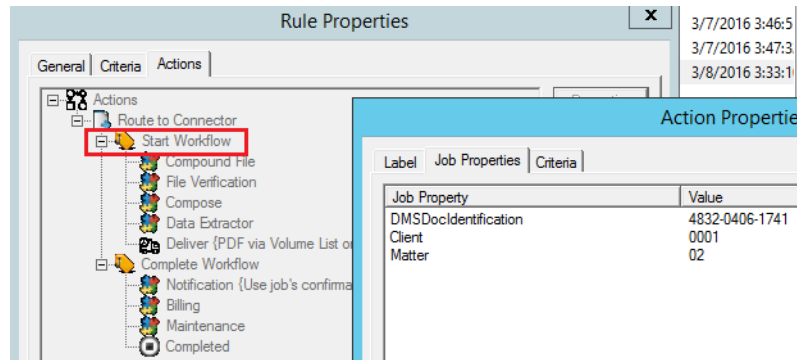 Rule Properties
x
3/7/2016 3:46:5
3/7/2016 3:47:3
3/8/2016 3:33:1
General
Criteria
Actions
Actions
Route to Connector
Start Workflow
Compound File
File Verification
Compose
Data Extractor
Deliver {PDF via Volume List or
Complete Workflow
Notification {Use job's confirma
Billing
Maintenance
Completed
Action Propertie
Label
Job Properties
Criteria
Job Property Value
DMSDocIdentification 4832-0406-1741
Client 0001
Matter 02